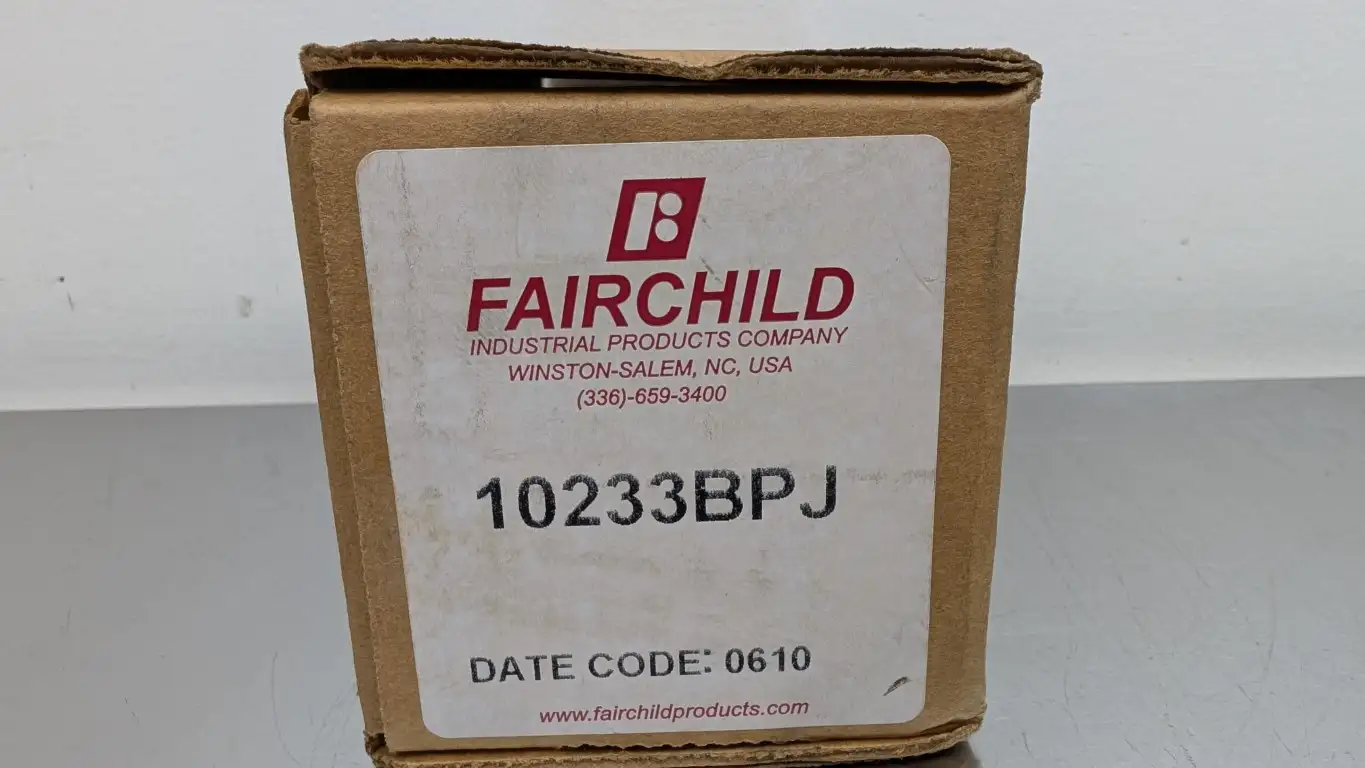 FAIRCHILD
INDUSTRIAL PRODUCTS COMPANY
WINSTON-SALEM, NC, USA
(336)-659-3400
10233BPJ
DATE CODE: 0610
www.fairchildproducts.com